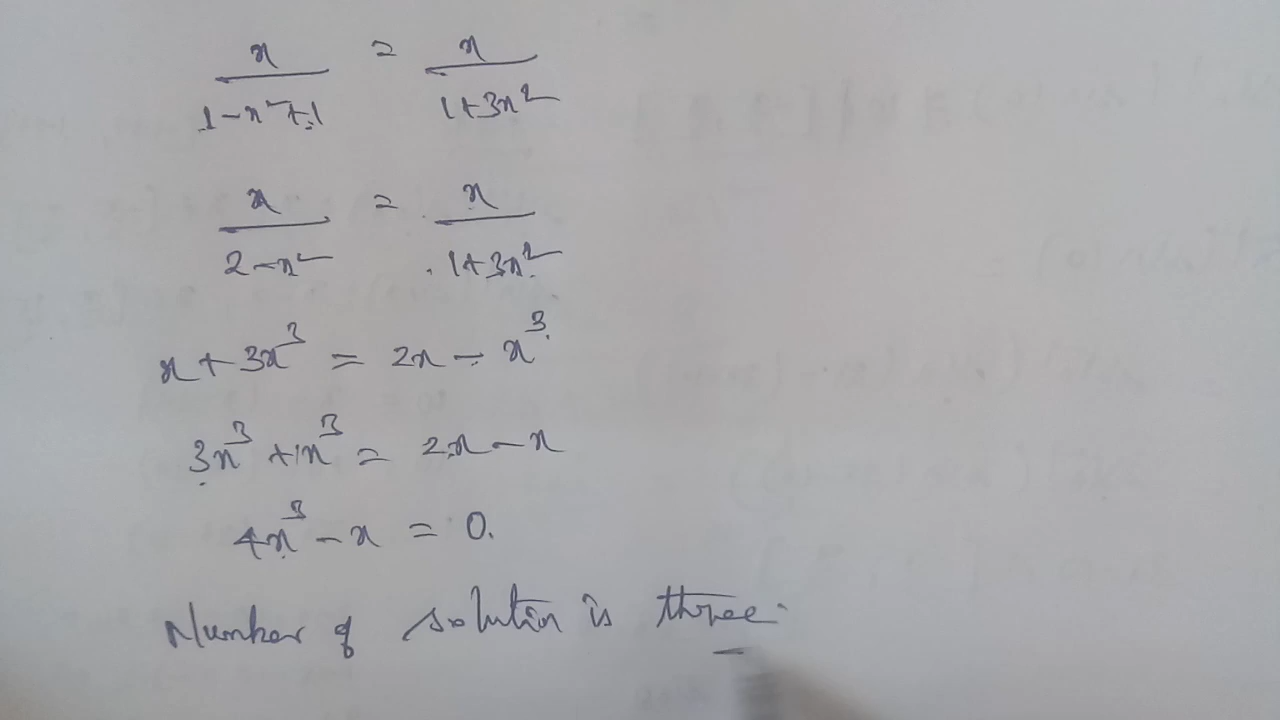 x/(1-x²+1) = x/(1+3x²)
x/(2-x²) = x/(1+3x²)
x+3x³ = 2x-x³
3x³+1x³ = 2x-x
4x³-x = 0.
Number of solution is three.